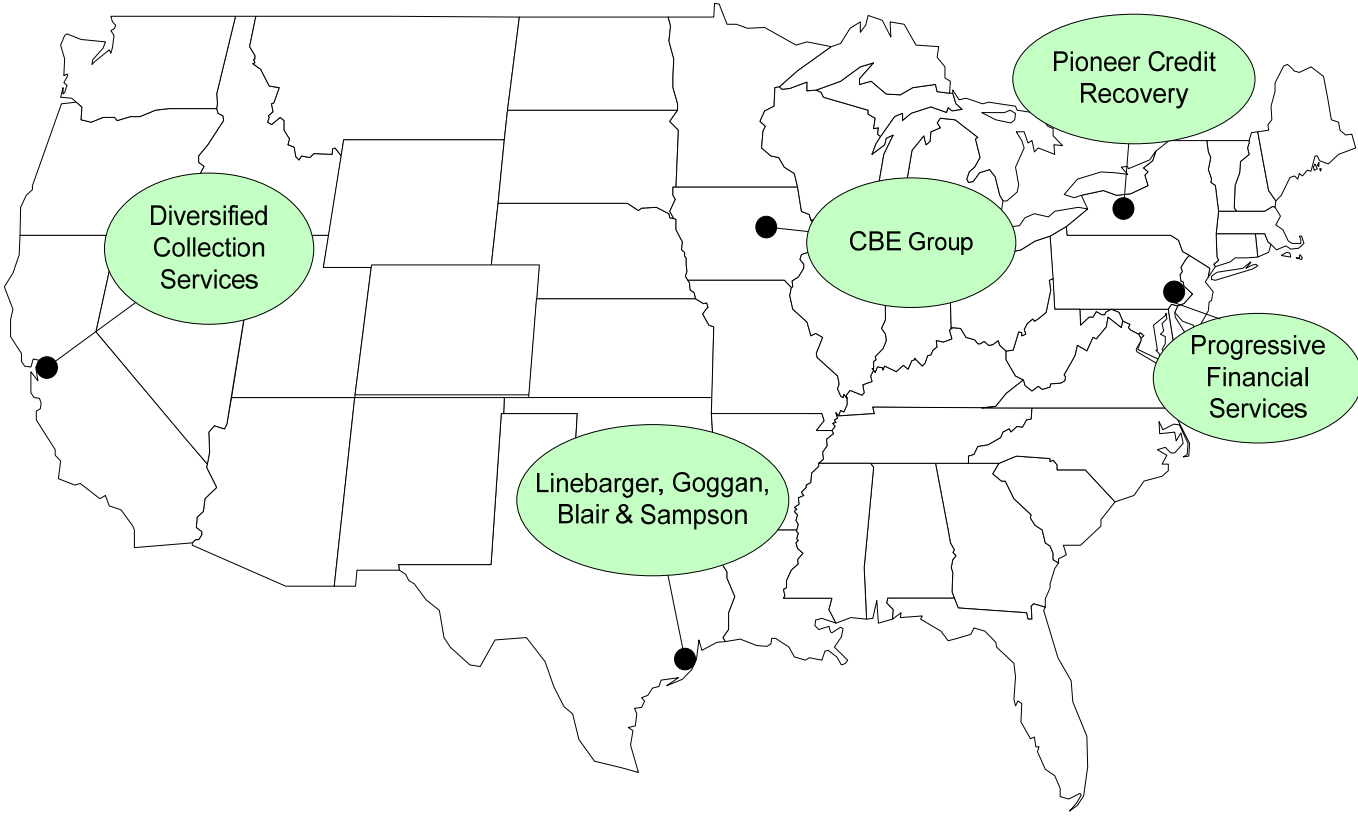 Pioneer Credit
Recovery
Diversified
Collection
Services
CBE Group
Progressive
Financial
Services
Linebarger, Goggan,
Blair & Sampson